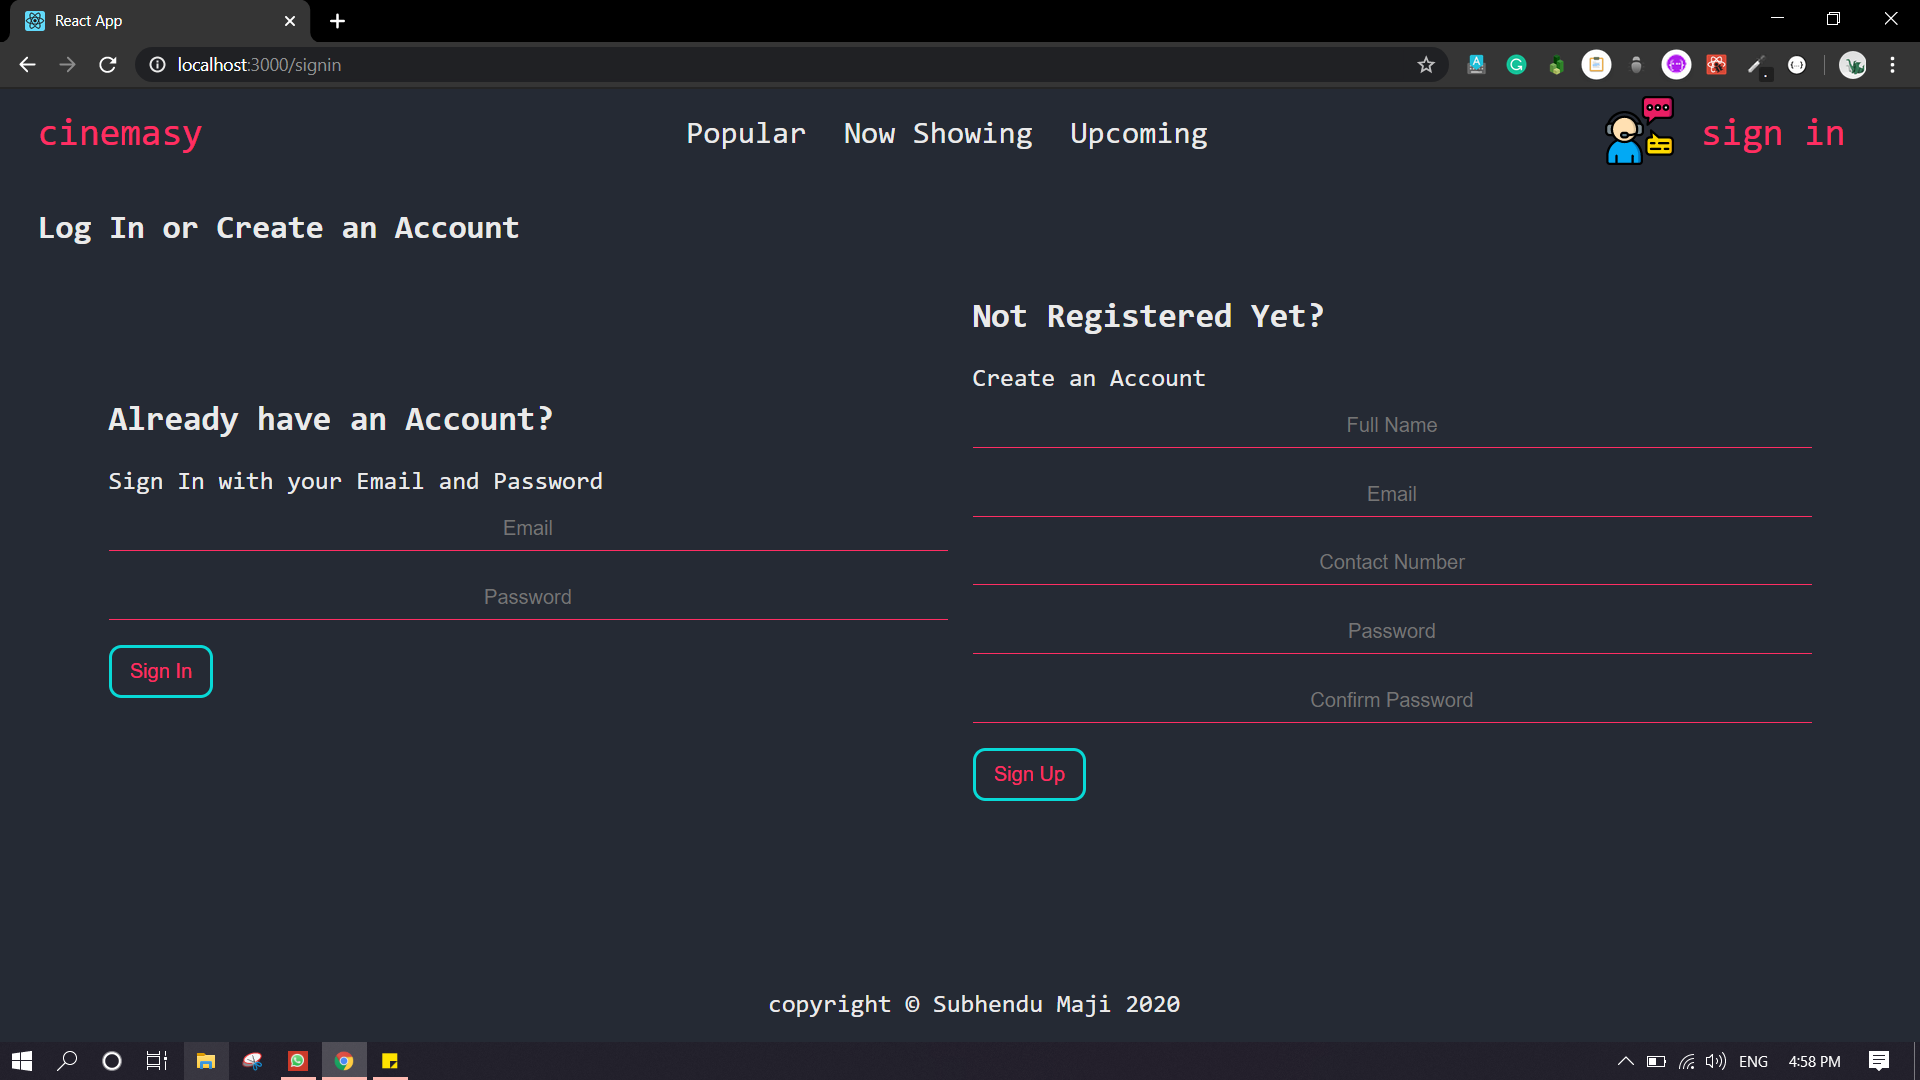 React App
localhost:3000/signin
cinemasy
Popular Now Showing Upcoming
sign in
Log In or Create an Account
Already have an Account?
Sign In with your Email and Password
Email
Password
Sign In
Not Registered Yet?
Create an Account
Full Name
Email
Contact Number
Password
Confirm Password
Sign Up
copyright © Subhendu Maji 2020
ENG
4:58 PM